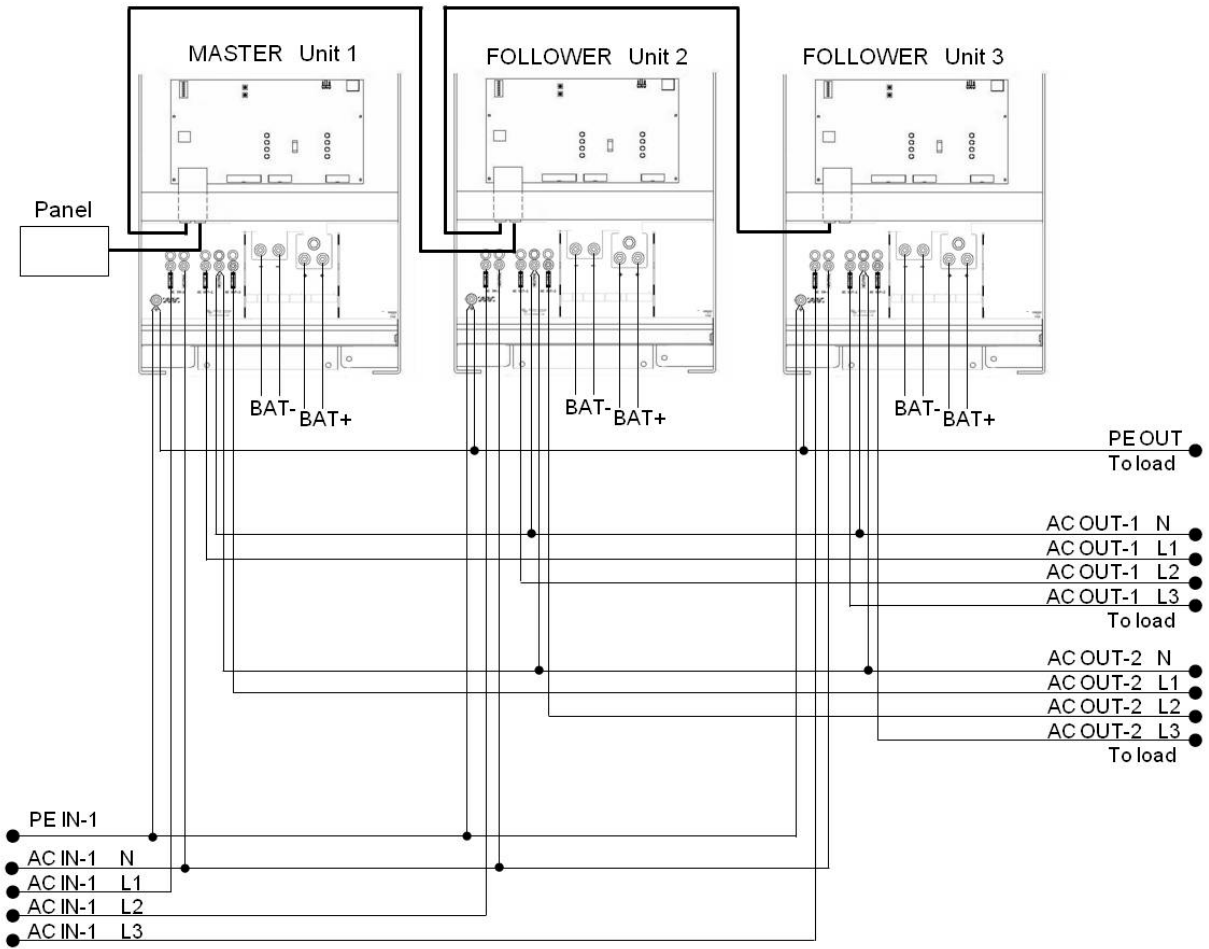 MASTER Unit 1
FOLLOWER Unit 2
FOLLOWER Unit 3
Panel
BAT-
BAT+
BAT-
BAT+
BAT-
BAT+
PE OUT
To load
AC OUT-1 N
AC OUT-1 L1
AC OUT-1 L2
AC OUT-1 L3
To load
AC OUT-2 N
AC OUT-2 L1
AC OUT-2 L2
AC OUT-2 L3
To load
PE IN-1
AC IN-1 N
AC IN-1 L1
AC IN-1 L2
AC IN-1 L3